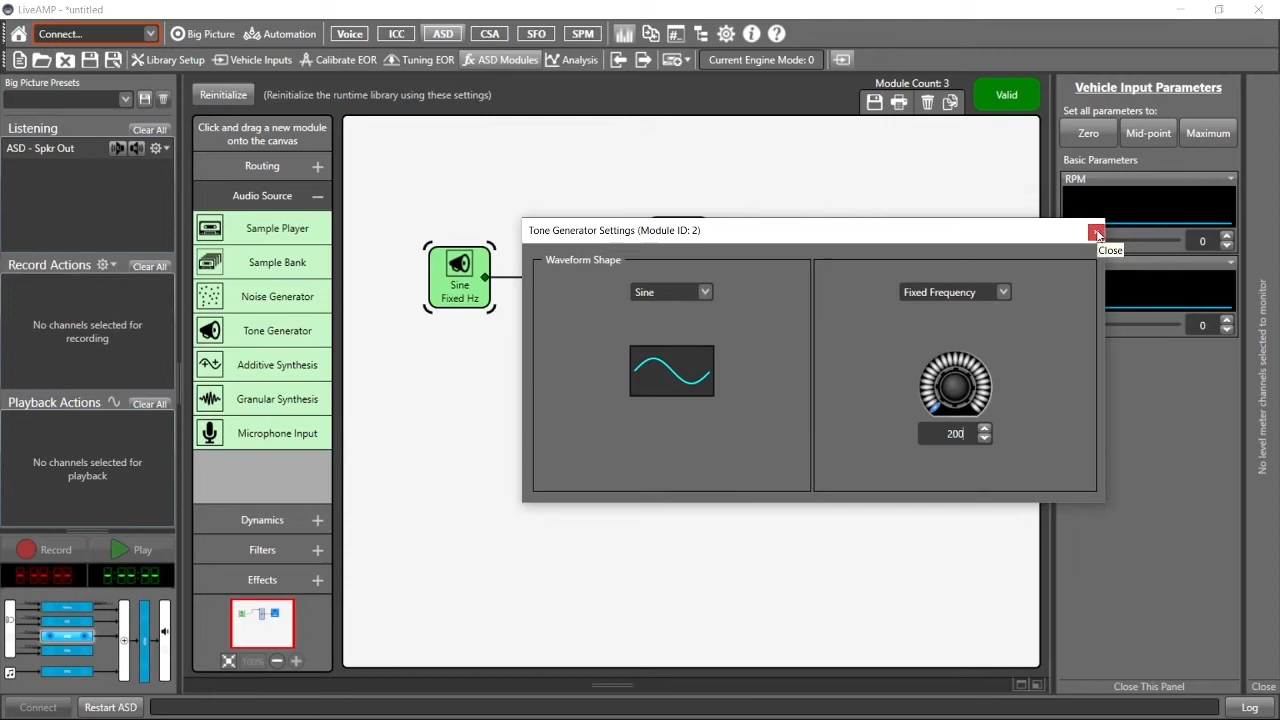 LiveAMP - *untitled
Connect...
Big Picture
Automation
Voice
ICC
ASD
CSA
SFO
SPM
Library Setup
Vehicle Inputs
Calibrate EOR
Tuning EOR
ASD Modules
Analysis
Current Engine Mode: 0
Big Picture Presets
Listening
Clear All
ASD - Spkr Out
Record Actions
Clear All
No channels selected for
recording
Playback Actions
Clear All
No channels selected for
playback
Record
Play
Reinitialize
(Reinitialize the runtime library using these settings)
Module Count: 3
Valid
Click and drag a new module
onto the canvas
Routing
Audio Source
Sample Player
Sample Bank
Noise Generator
Tone Generator
Additive Synthesis
Granular Synthesis
Microphone Input
Dynamics
Filters
Effects
100%
Sine
Fixed Hz
Tone Generator Settings (Module ID: 2)
Close
Waveform Shape
Sine
Fixed Frequency
200
Vehicle Input Parameters
Set all parameters to:
Zero
Mid-point
Maximum
Basic Parameters
RPM
0
0
Close This Panel
No level meter channels selected to monitor
Close
Connect
Restart ASD
Log